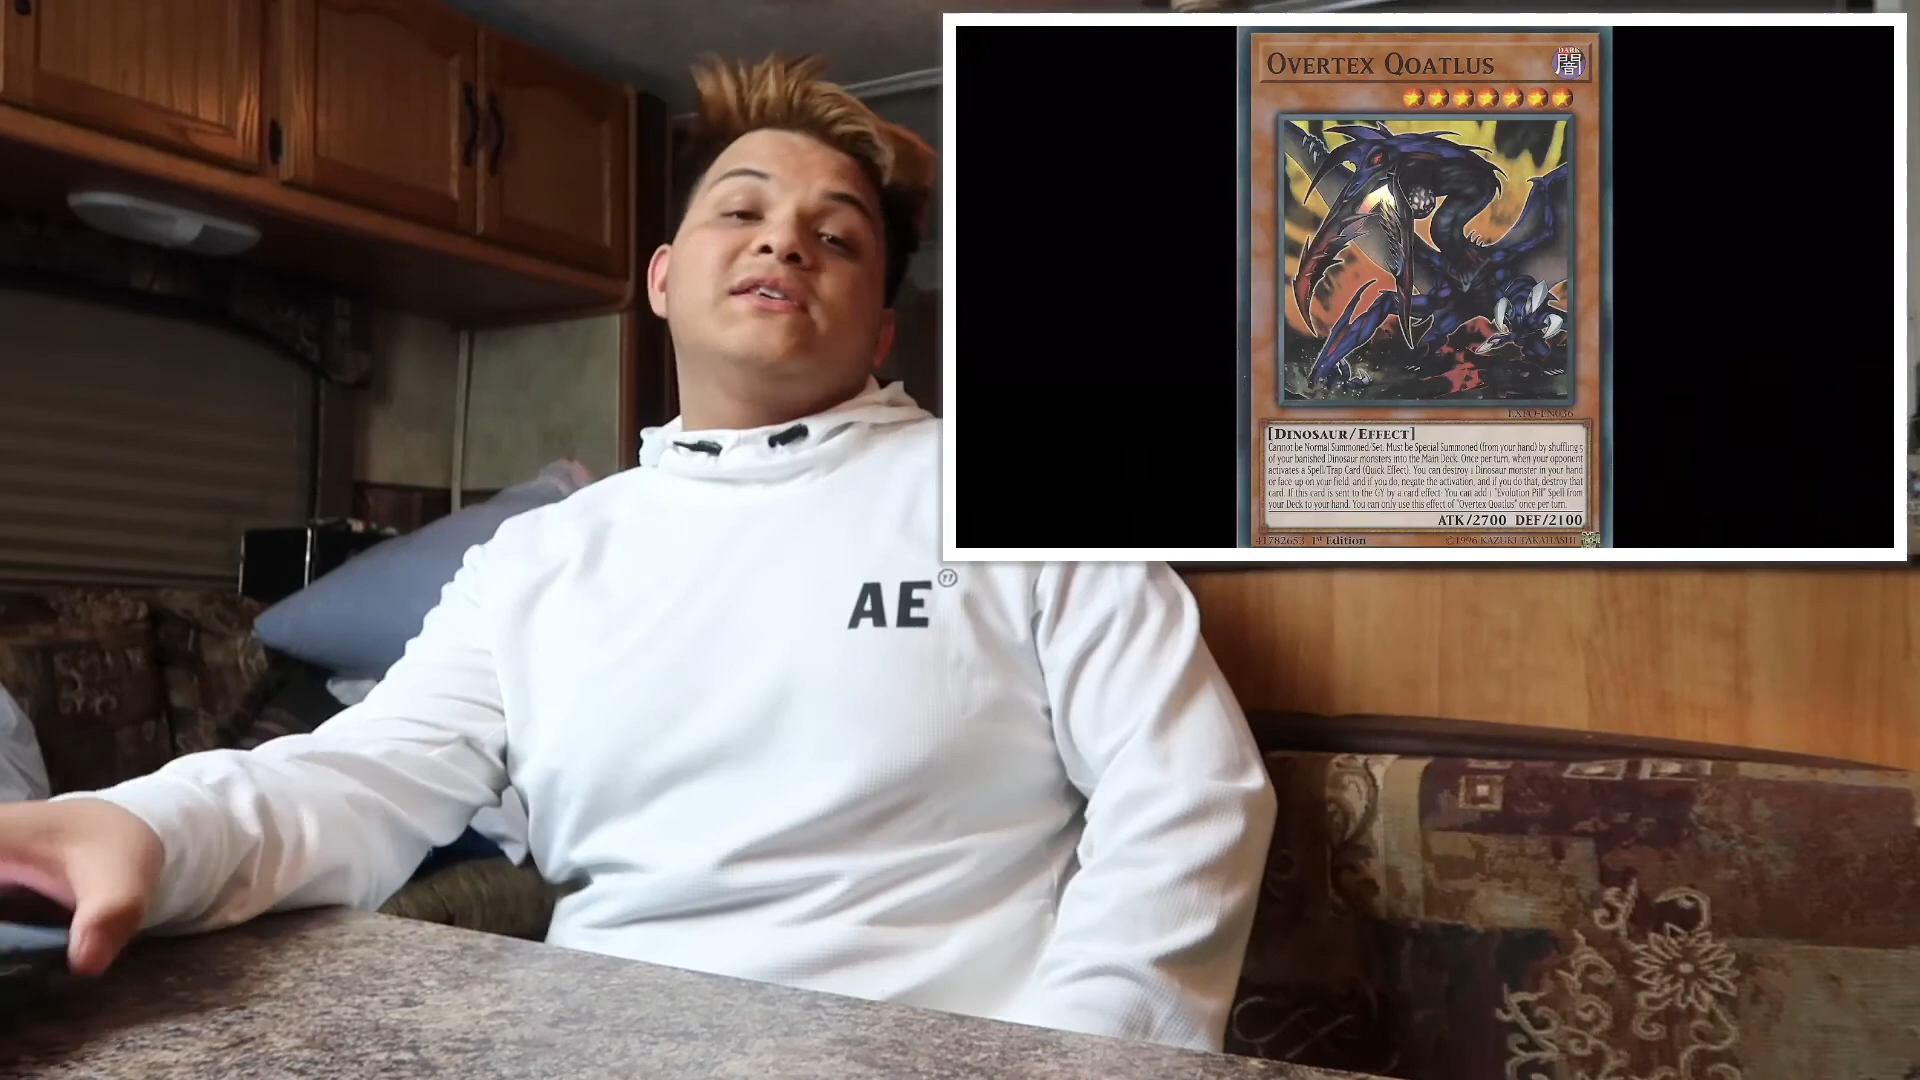 OVERTEX QOATLUS
DARK
闇
EXFO-EN036
[DINOSAUR/EFFECT]
Cannot be Normal Summoned/Set. Must be Special Summoned (from your hand) by shuffling 5
of your banished Dinosaur monsters into the Main Deck. Once per turn, when your opponent
activates a Spell/Trap Card (Quick Effect): You can destroy 1 Dinosaur monster in your hand
or face-up on your field, and if you do, negate the activation, and if you do that, destroy that
card. If this card is sent to the GY by a card effect: You can add 1 "Evolution Pill" Spell from
your Deck to your hand. You can only use this effect of "Overtex Qoatlus" once per turn.
ATK/2700 DEF/2100
41782653 1st Edition ©1996 KAZUKI TAKAHASHI
AE
77